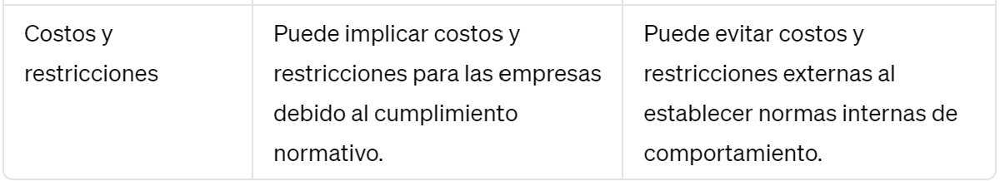 Costos y
restricciones
Puede implicar costos y
restricciones para las empresas
debido al cumplimiento
normativo.
Puede evitar costos y
restricciones externas al
establecer normas internas de
comportamiento.